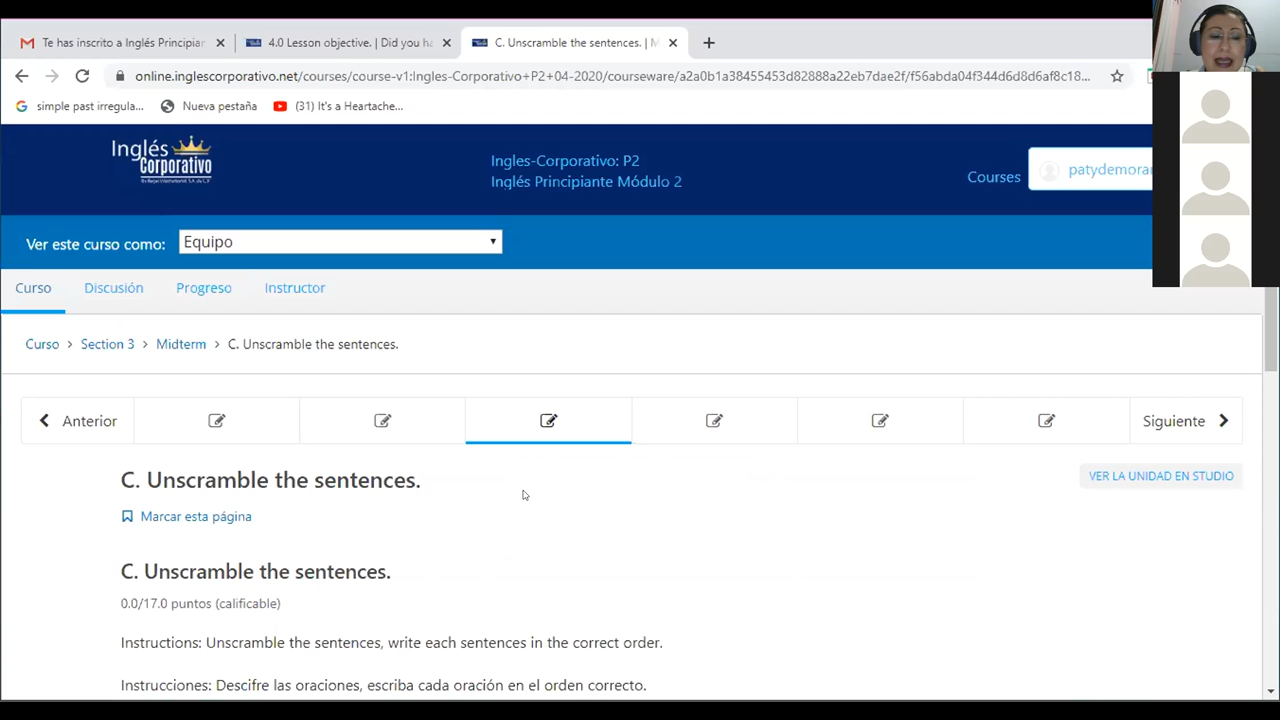 Te has inscrito a Inglés Principiar
4.0 Lesson objective. | Did you ha
C. Unscramble the sentences. | M
online.inglescorporativo.net/courses/course-v1:Ingles-Corporativo+P2+04-2020/courseware/a2a0b1a38455453d82898a22eb7dae2f/f56abda04f344d6d8d6af8c18...
simple past irregula...
Nueva pestaña
(31) It's a Heartache...
Inglés
Corporativo
Ingles-Corporativo: P2
Inglés Principiante Módulo 2
Courses
patydemorar
Ver este curso como:
Equipo
Curso
Discusión
Progreso
Instructor
Curso > Section 3 > Midterm > C. Unscramble the sentences.
Anterior
Siguiente
C. Unscramble the sentences.
VER LA UNIDAD EN STUDIO
Marcar esta página
C. Unscramble the sentences.
0.0/17.0 puntos (calificable)
Instructions: Unscramble the sentences, write each sentences in the correct order.
Instrucciones: Descifre las oraciones, escriba cada oración en el orden correcto.